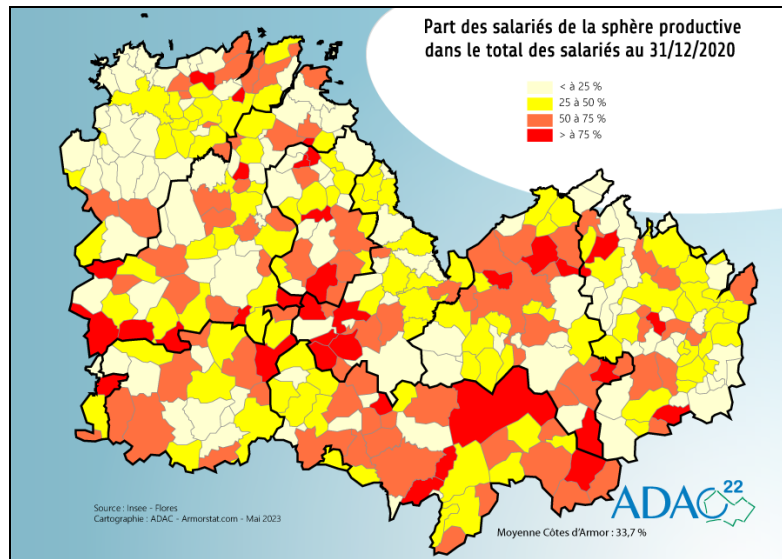 Part des salariés de la sphère productive
dans le total des salariés au 31/12/2020
< à 25 %
25 à 50 %
50 à 75 %
> à 75 %
Source : Insee - Flores
Cartographie : ADAC - Armorstat.com - Mai 2023
ADAC 22
Moyenne Côtes d'Armor : 33,7 %